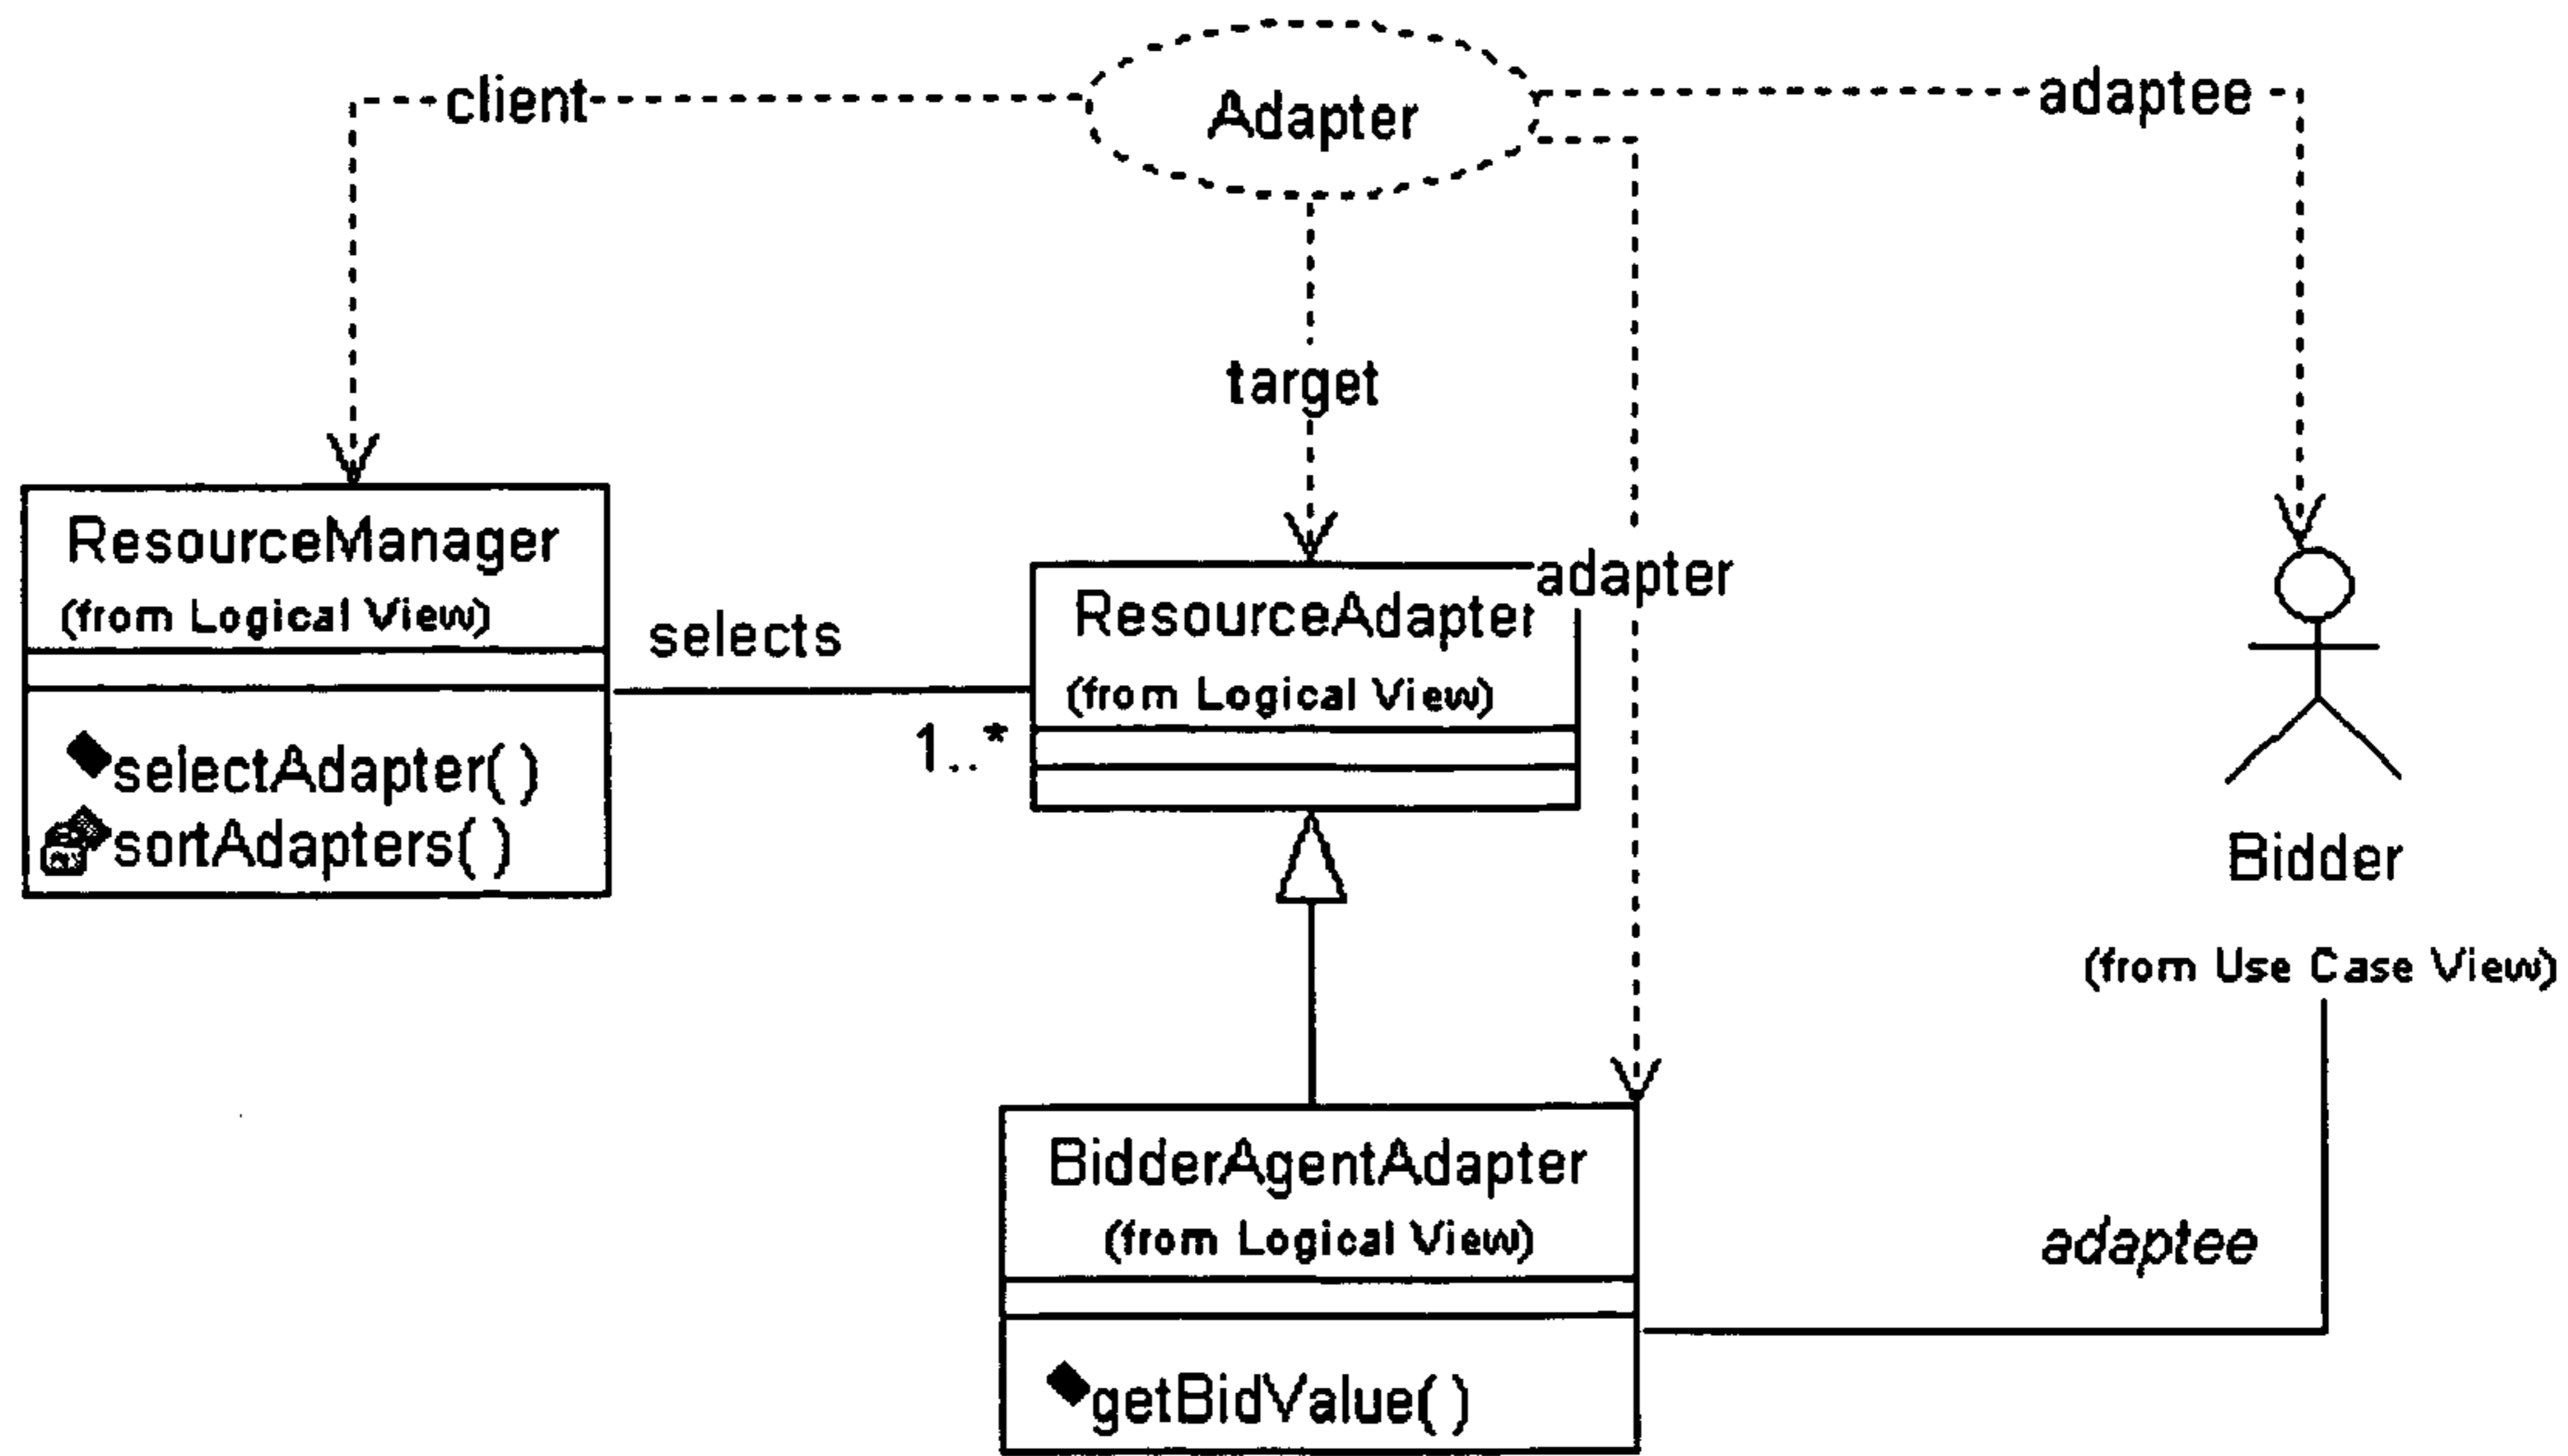 Adapter
client
adaptee
target
adapter
ResourceManager
(from Logical View)
selectAdapter( )
sortAdapters( )
selects
1..*
ResourceAdapter
(from Logical View)
Bidder
(from Use Case View)
BidderAgentAdapter
(from Logical View)
getBidValue( )
adaptee